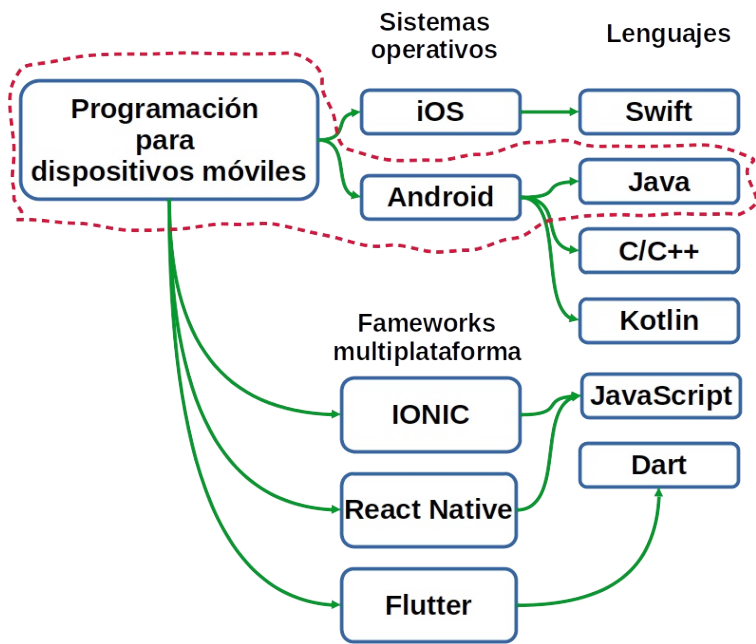 Sistemas
operativos
Lenguajes
Programación
para
dispositivos móviles
iOS
Swift
Android
Java
C/C++
Kotlin
Fameworks
multiplataforma
IONIC
JavaScript
Dart
React Native
Flutter